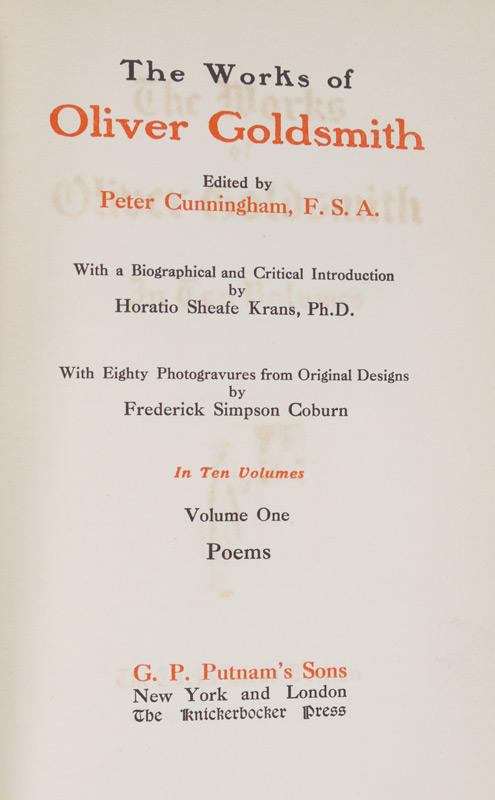 The Works of
Oliver Goldsmith
Edited by
Peter Cunningham, F. S. A.
With a Biographical and Critical Introduction
by
Horatio Sheafe Krans, Ph.D.
With Eighty Photogravures from Original Designs
by
Frederick Simpson Coburn
In Ten Volumes
Volume One
Poems
G. P. Putnam's Sons
New York and London
The Knickerbocker Press